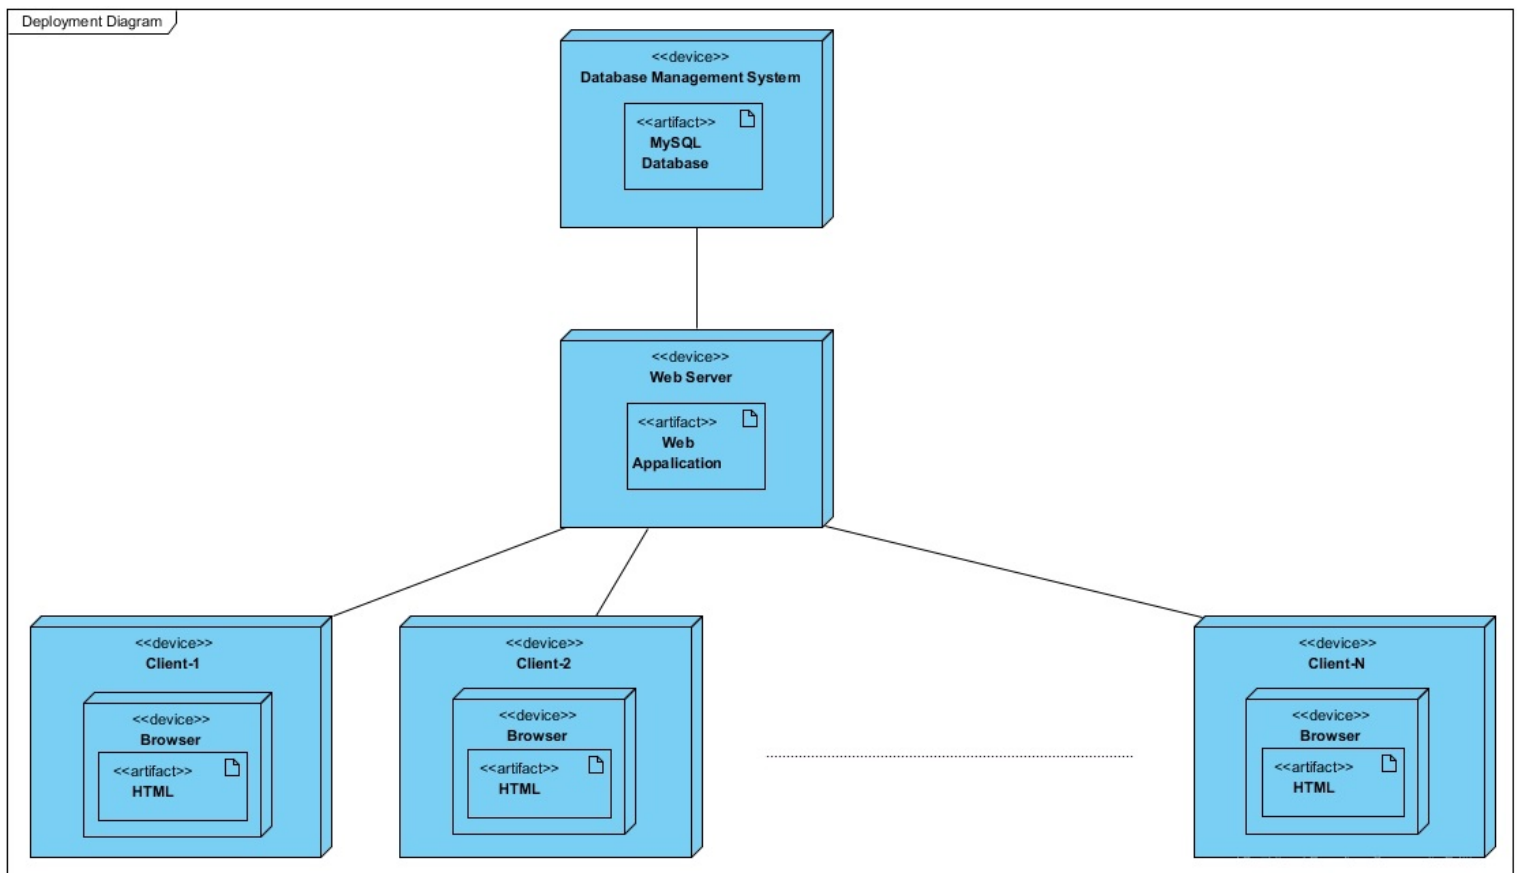 Deployment Diagram
<<device>>
Database Management System
<<artifact>>
MySQL
Database
<<device>>
Web Server
<<artifact>>
Web
Appalication
<<device>>
Client-1
<<device>>
Browser
<<artifact>>
HTML
<<device>>
Client-2
<<device>>
Browser
<<artifact>>
HTML
<<device>>
Client-N
<<device>>
Browser
<<artifact>>
HTML